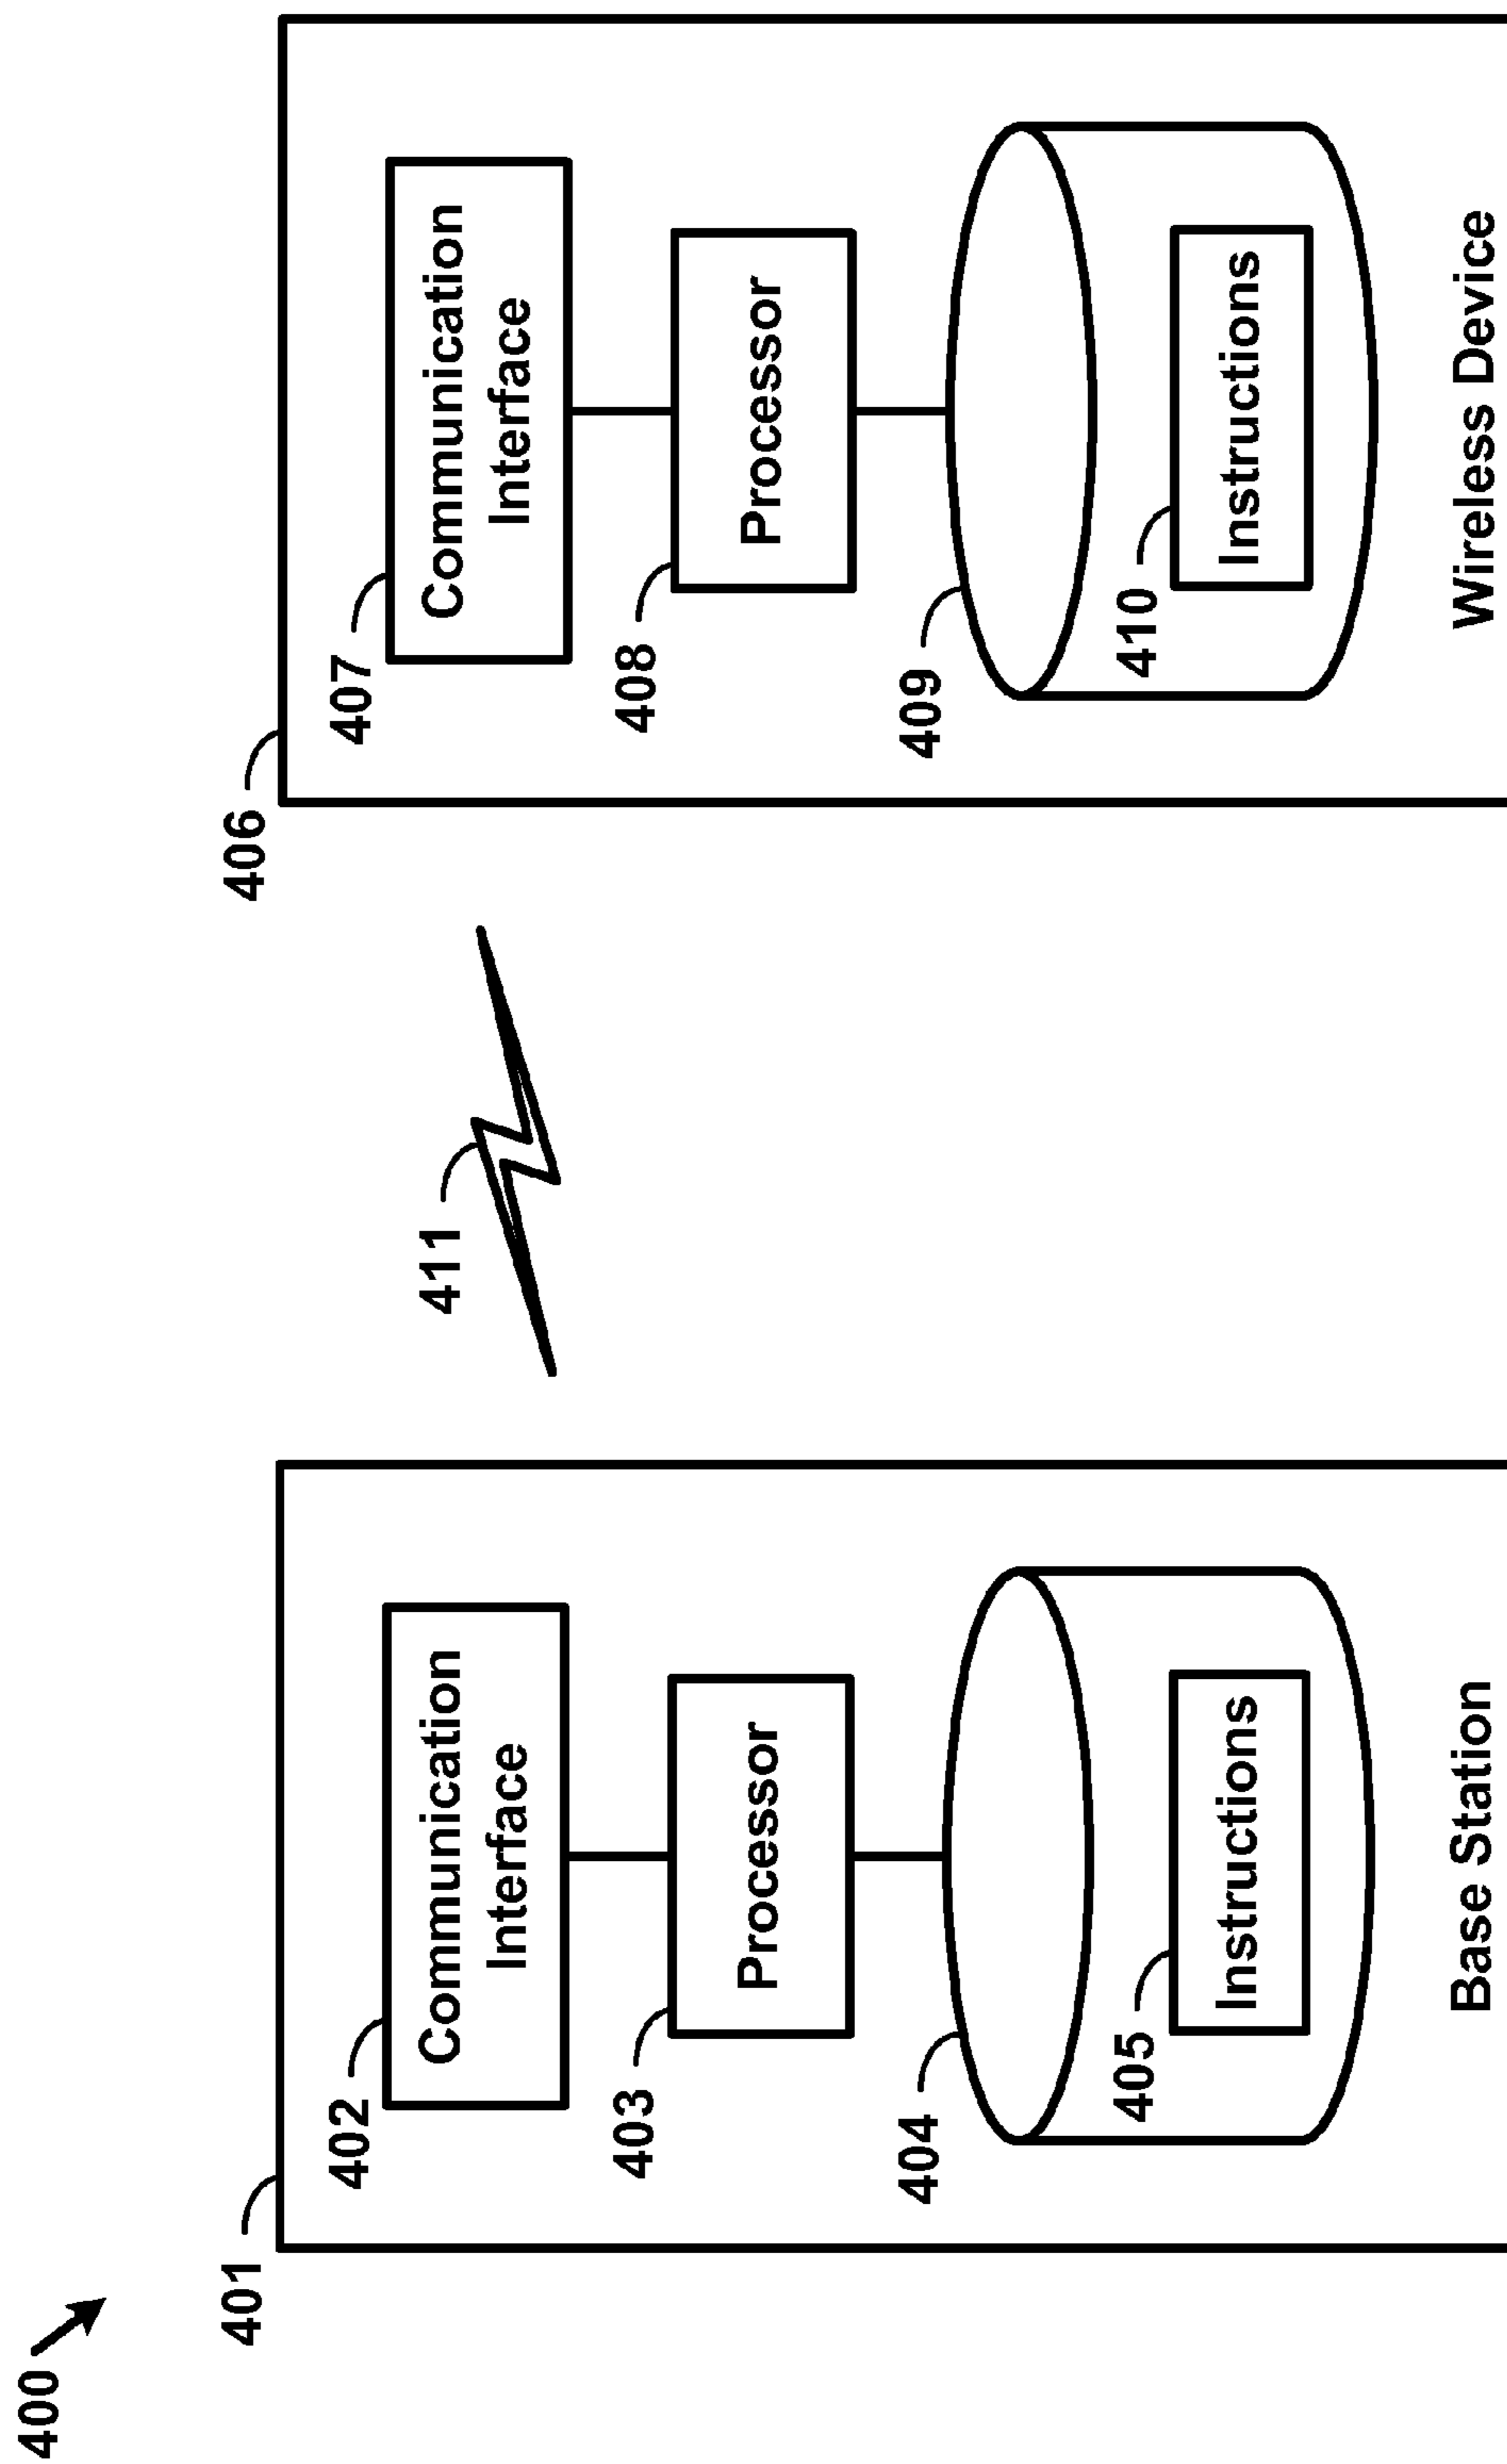 400
401
402
Communication
Interface
403
Processor
404
405
Instructions
Base Station
411
406
407
Communication
Interface
408
Processor
409
410
Instructions
Wireless Device